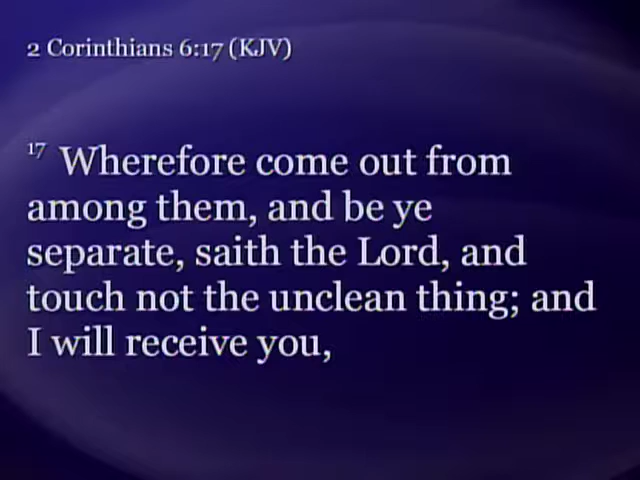 2 Corinthians 6:17 (KJV)
17 Wherefore come out from
among them, and be ye
separate, saith the Lord, and
touch not the unclean thing; and
I will receive you,